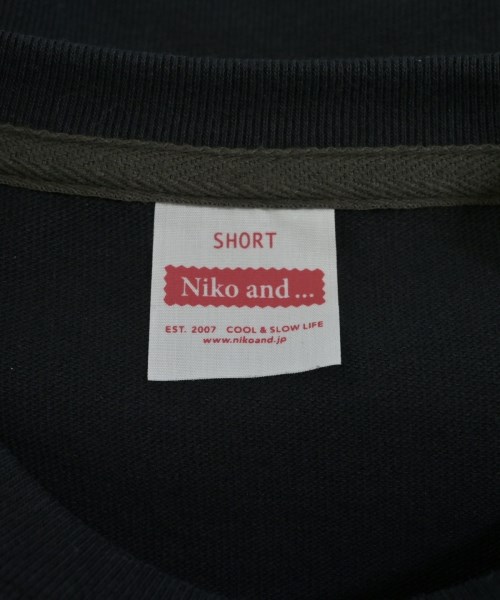 SHORT
Niko and ...
EST. 2007 COOL & SLOW LIFE
www.nikoand.jp